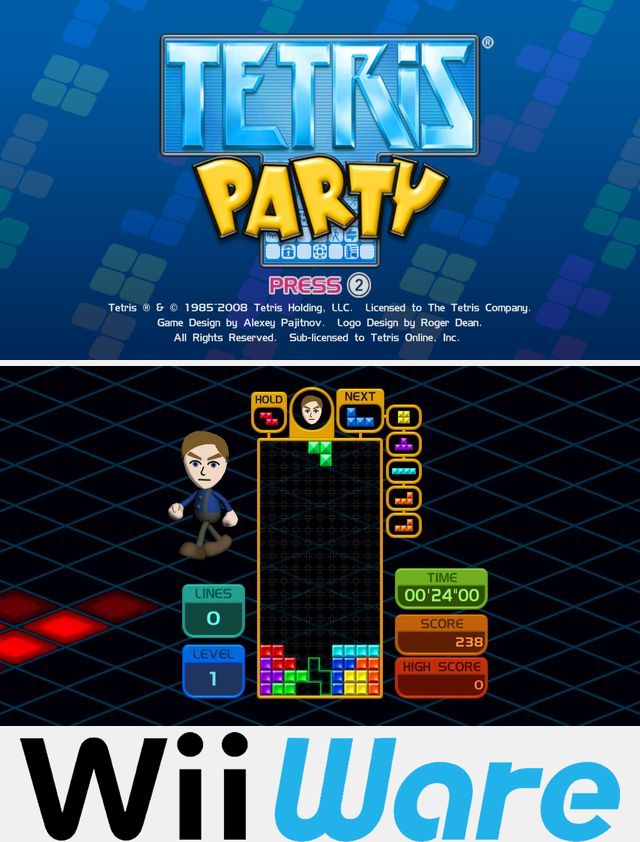 TETRiS®
PARTY
PRESS 2
Tetris ® & © 1985~2008 Tetris Holding, LLC. Licensed to The Tetris Company.
Game Design by Alexey Pajitnov. Logo Design by Roger Dean.
All Rights Reserved. Sub-licensed to Tetris Online, Inc.
HOLD
NEXT
LINES
0
LEVEL
1
TIME
00'24"00
SCORE
238
HIGH SCORE
0
WiiWare